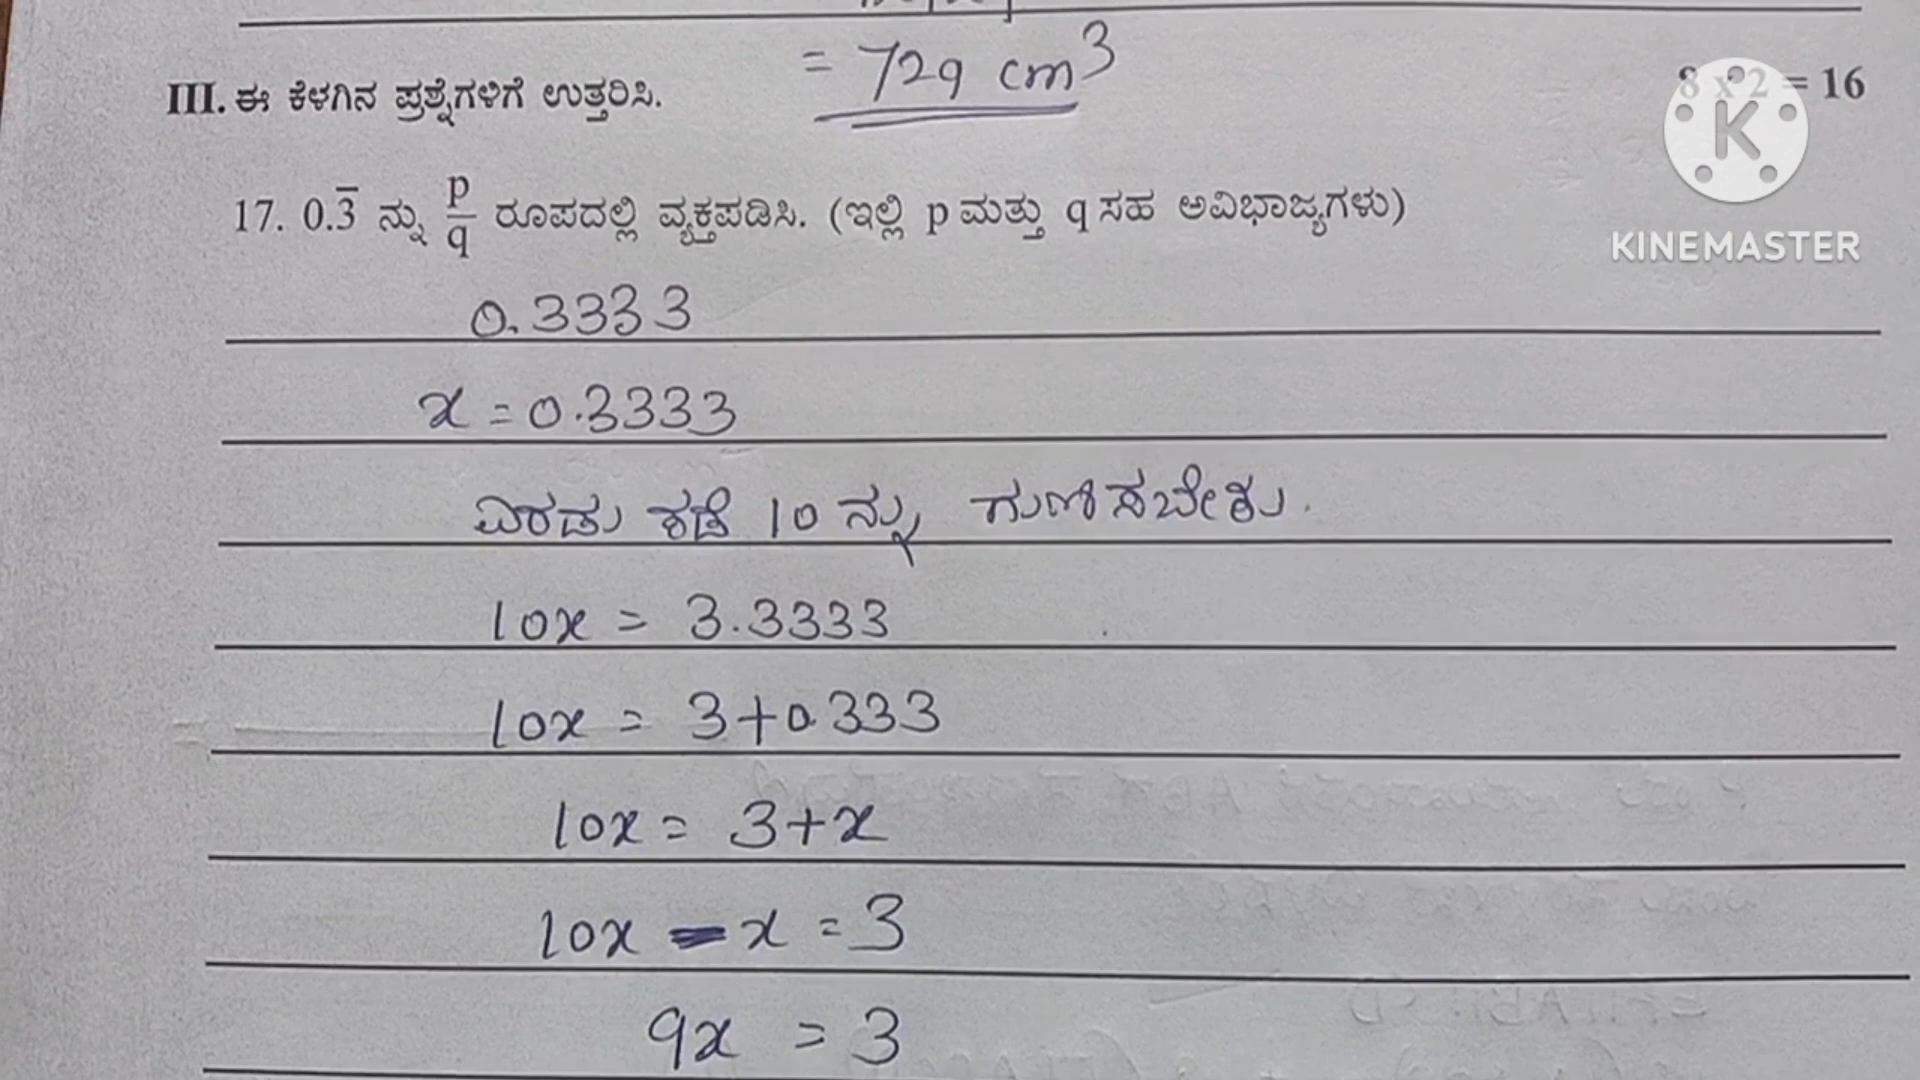 = 729 cm³
III. ಈ ಕೆಳಗಿನ ಪ್ರಶ್ನೆಗಳಿಗೆ ಉತ್ತರಿಸಿ. 8 x 2 = 16
17. 0.3̅ ನ್ನು p/q ರೂಪದಲ್ಲಿ ವ್ಯಕ್ತಪಡಿಸಿ. (ಇಲ್ಲಿ p ಮತ್ತು q ಸಹ ಅವಿಭಾಜ್ಯಗಳು)
KINEMASTER
0.3333
x = 0.3333
ಎರಡು ಕಡೆ 10 ನ್ನು ಗುಣಿಸಬೇಕು.
10x = 3.3333
10x = 3+0.333
10x = 3+x
10x - x = 3
9x = 3